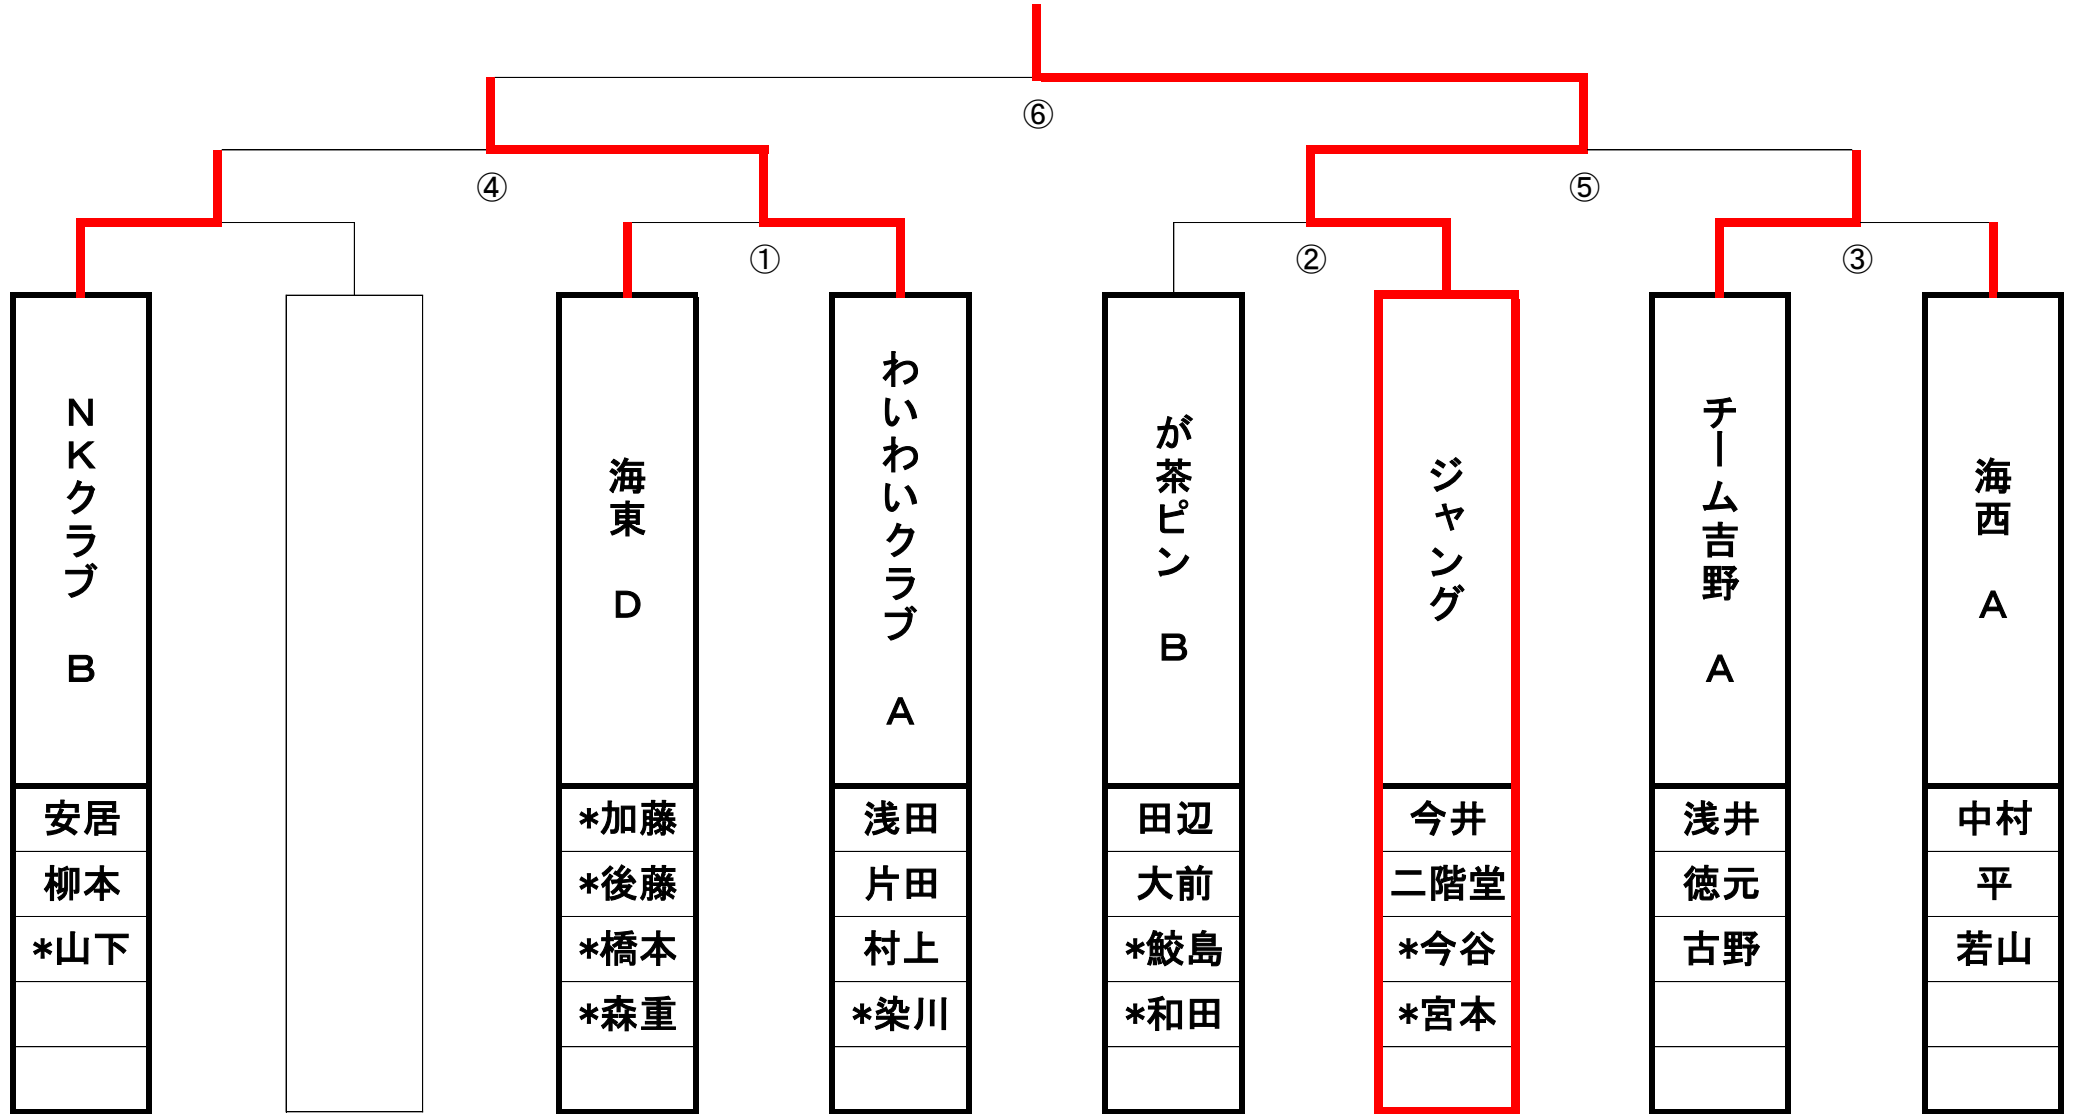 ⑥
④
⑤
①
②
③
NKクラブ B
海東 D
わいわいクラブ A
が茶ピン B
ジャング
チーム吉野 A
海西 A
安居 *加藤 浅田 田辺 今井 浅井 中村
柳本 *後藤 片田 大前 二階堂 徳元 平
*山下 *橋本 村上 *鮫島 *今谷 古野 若山
*森重 *染川 *和田 *宮本